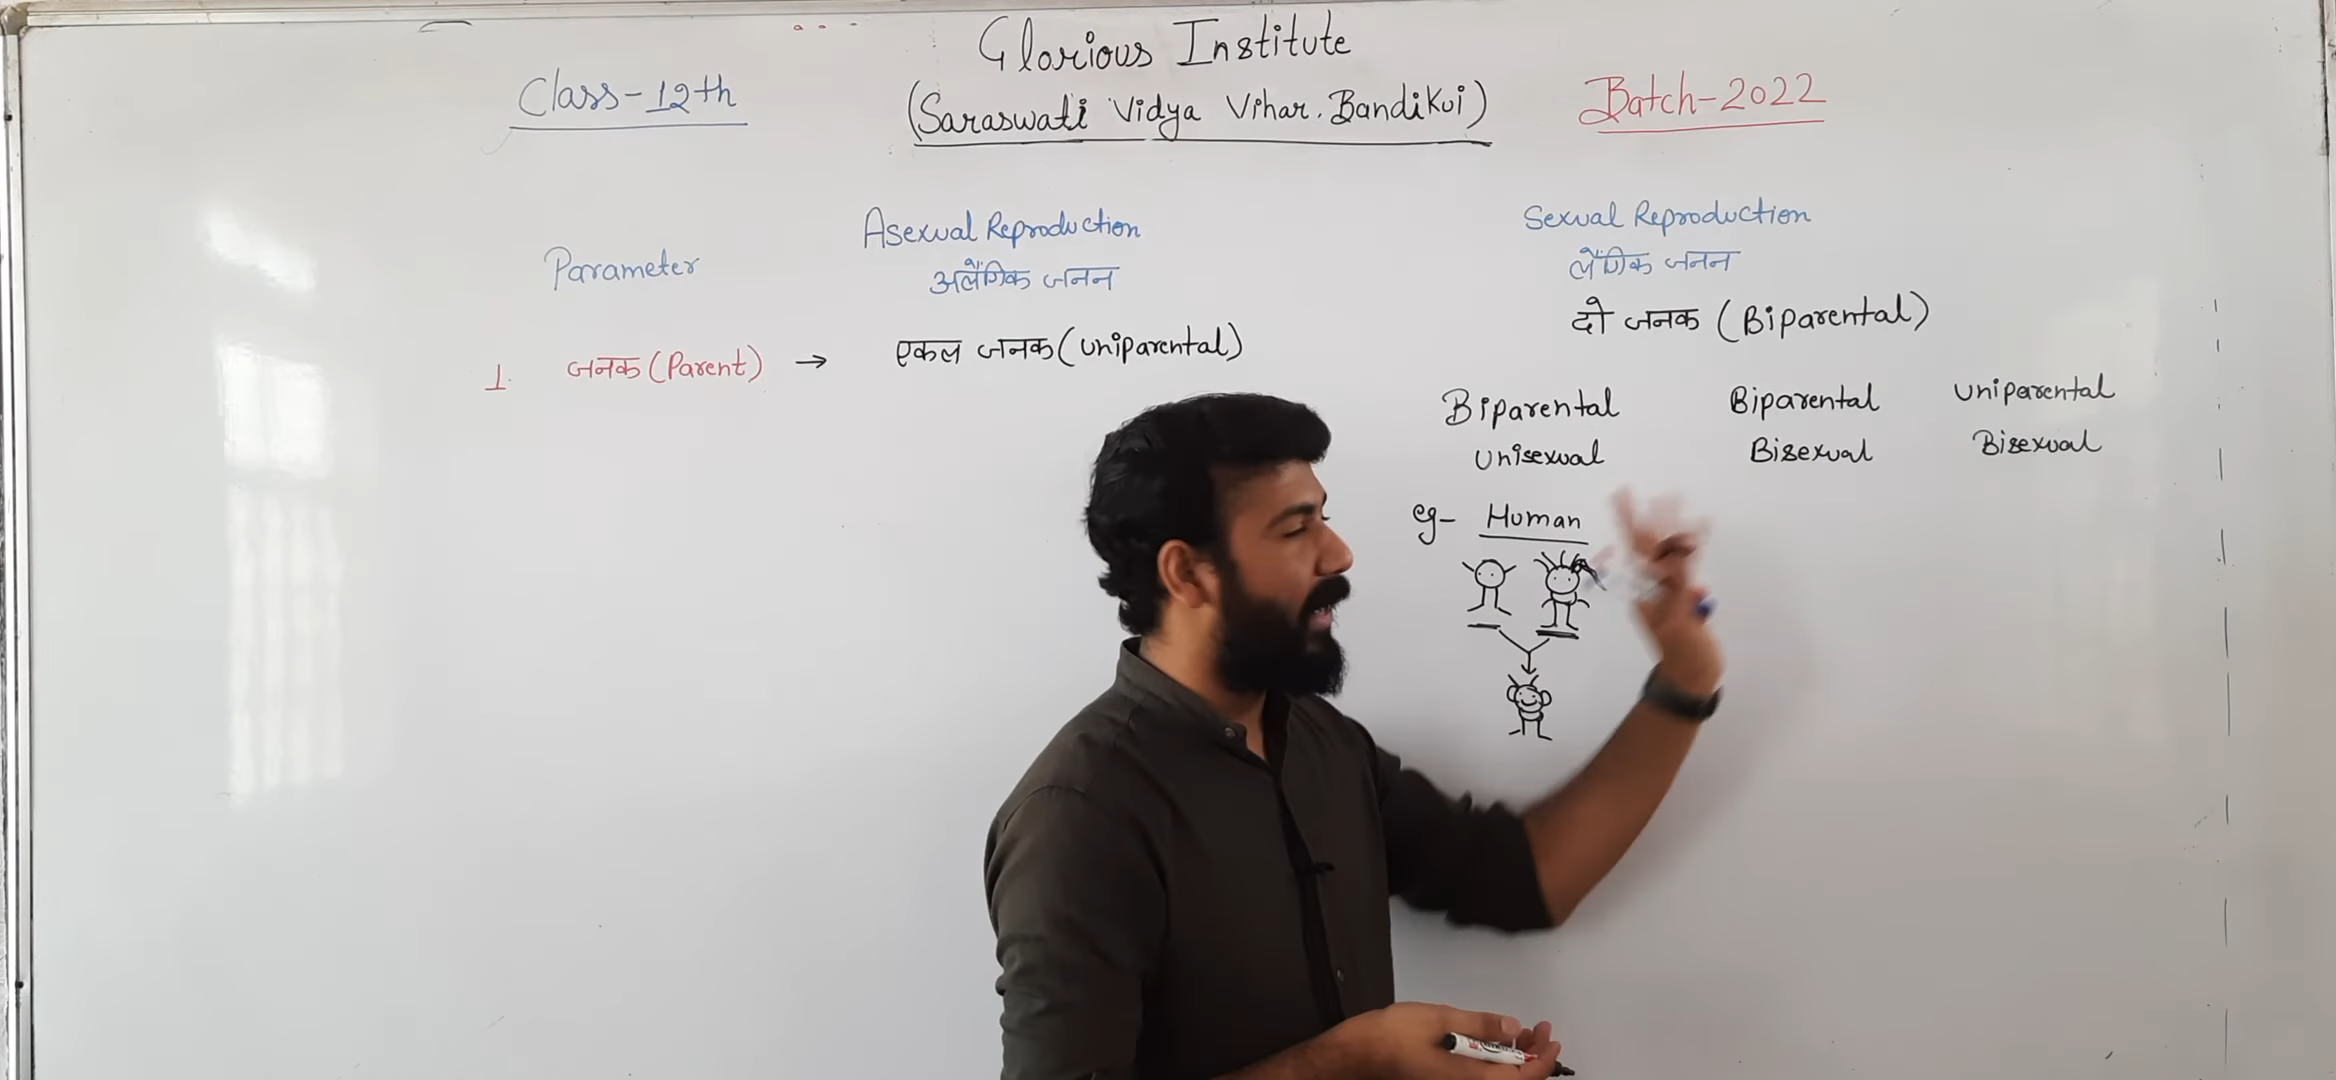 Glorious Institute
Class-12th
(Saraswati Vidya Vihar. Bandikui)
Batch-2022
Parameter
Asexual Reproduction
अलैंगिक जनन
Sexual Reproduction
लैंगिक जनन
1. जनक (Parent) →
एकल जनक (Uniparental)
दो जनक (Biparental)
Biparental Biparental Uniparental
Unisexual Bisexual Bisexual
eg- Human